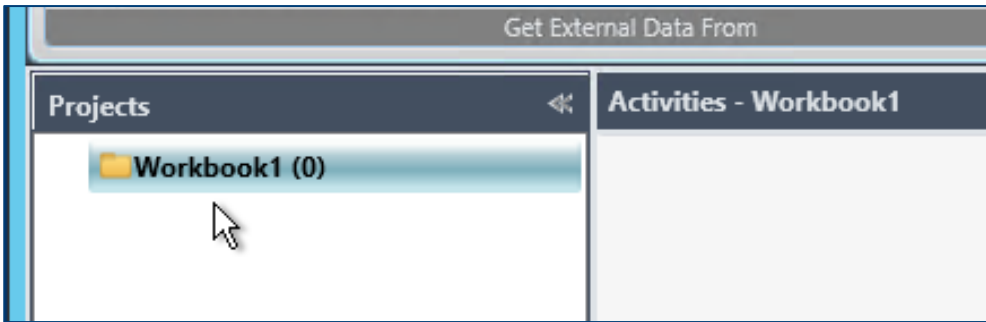 Get External Data From
Projects
Activities - Workbook1
Workbook1 (0)